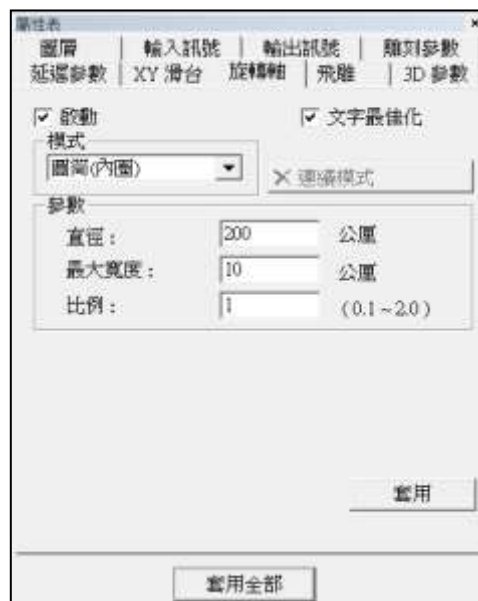 屬性表
圖層 輸入訊號 輸出訊號 雕刻參數
延遲參數 XY 滑台 旋轉軸 飛雕 3D 參數
啟動 文字最佳化
模式
圓筒(內圈) 連續模式
參數
直徑: 200 公厘
最大寬度: 10 公厘
比例: 1 (0.1~2.0)
套用
套用全部